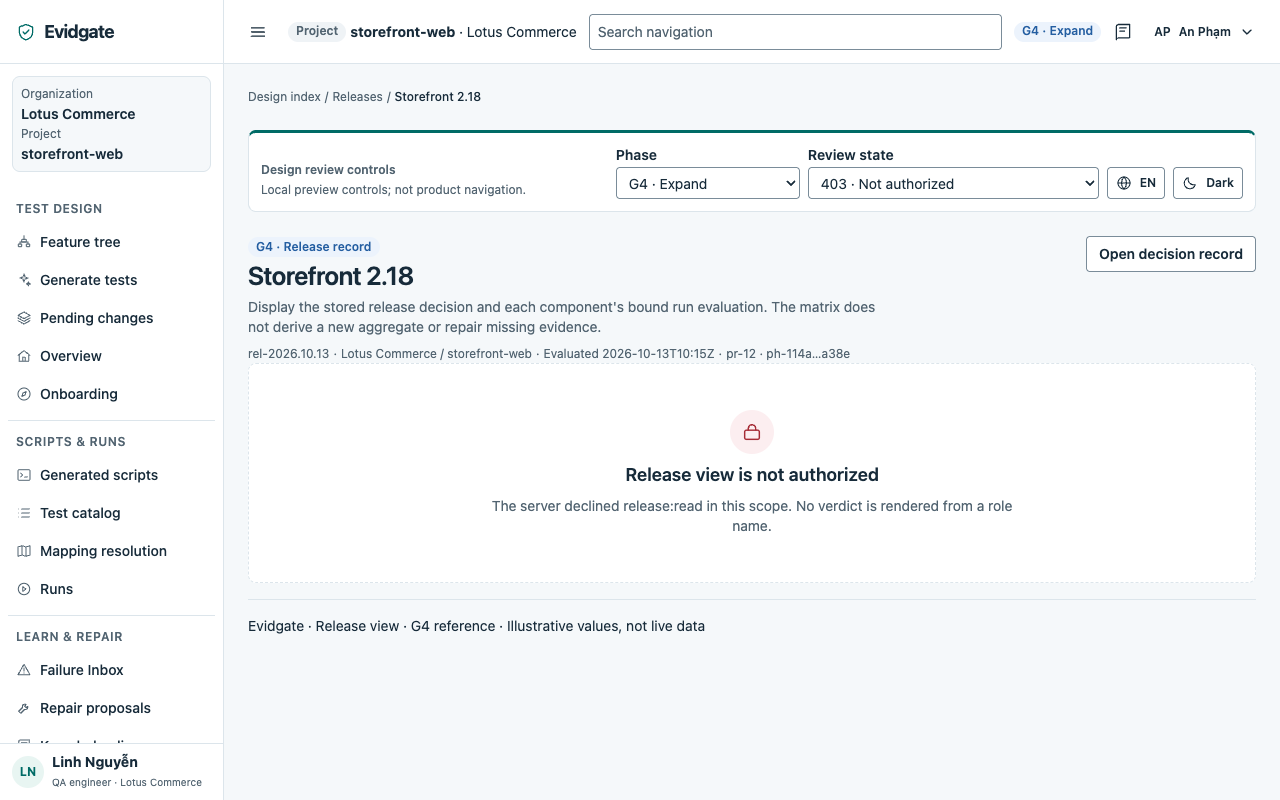 Evidgate
Project storefront-web · Lotus Commerce
Search navigation
G4 · Expand
AP An Phạm
Organization
Lotus Commerce
Project
storefront-web
TEST DESIGN
Feature tree
Generate tests
Pending changes
Overview
Onboarding
SCRIPTS & RUNS
Generated scripts
Test catalog
Mapping resolution
Runs
LEARN & REPAIR
Failure Inbox
Repair proposals
LN
Linh Nguyễn
QA engineer · Lotus Commerce
Design index / Releases / Storefront 2.18
Design review controls
Local preview controls; not product navigation.
Phase
G4 · Expand
Review state
403 · Not authorized
EN
Dark
G4 · Release record
Storefront 2.18
Open decision record
Display the stored release decision and each component's bound run evaluation. The matrix does
not derive a new aggregate or repair missing evidence.
rel-2026.10.13 · Lotus Commerce / storefront-web · Evaluated 2026-10-13T10:15Z · pr-12 · ph-114a…a38e
Release view is not authorized
The server declined release:read in this scope. No verdict is rendered from a role
name.
Evidgate · Release view · G4 reference · Illustrative values, not live data